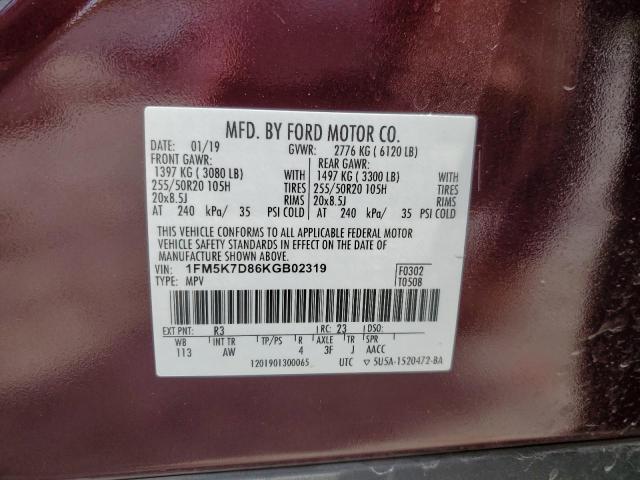 MFD. BY FORD MOTOR CO.
DATE: 01/19 GVWR: 2776 KG ( 6120 LB)
FRONT GAWR: REAR GAWR:
1397 KG ( 3080 LB) WITH 1497 KG ( 3300 LB) WITH
255/50R20 105H TIRES 255/50R20 105H TIRES
20x8.5J RIMS 20x8.5J RIMS
AT 240 kPa/ 35 PSI COLD AT 240 kPa/ 35 PSI COLD
THIS VEHICLE CONFORMS TO ALL APPLICABLE FEDERAL MOTOR
VEHICLE SAFETY STANDARDS IN EFFECT ON THE DATE OF
MANUFACTURE SHOWN ABOVE.
VIN: 1FM5K7D86KGB02319 F0302
TYPE: MPV T0508
EXT PNT: R3 RC: 23 DSO:
WB INT TR TP/PS R AXLE TR SPR
113 AW 4 3F J AACC
1201901300065 UTC ▽ 5U5A-1520472-BA